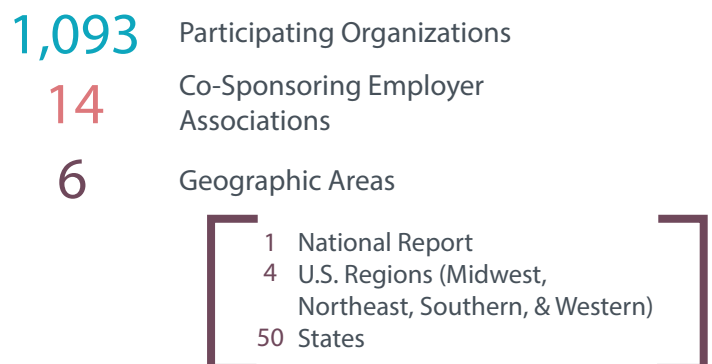 1,093 Participating Organizations
14 Co-Sponsoring Employer
Associations
6 Geographic Areas
1 National Report
4 U.S. Regions (Midwest,
Northeast, Southern, & Western)
50 States